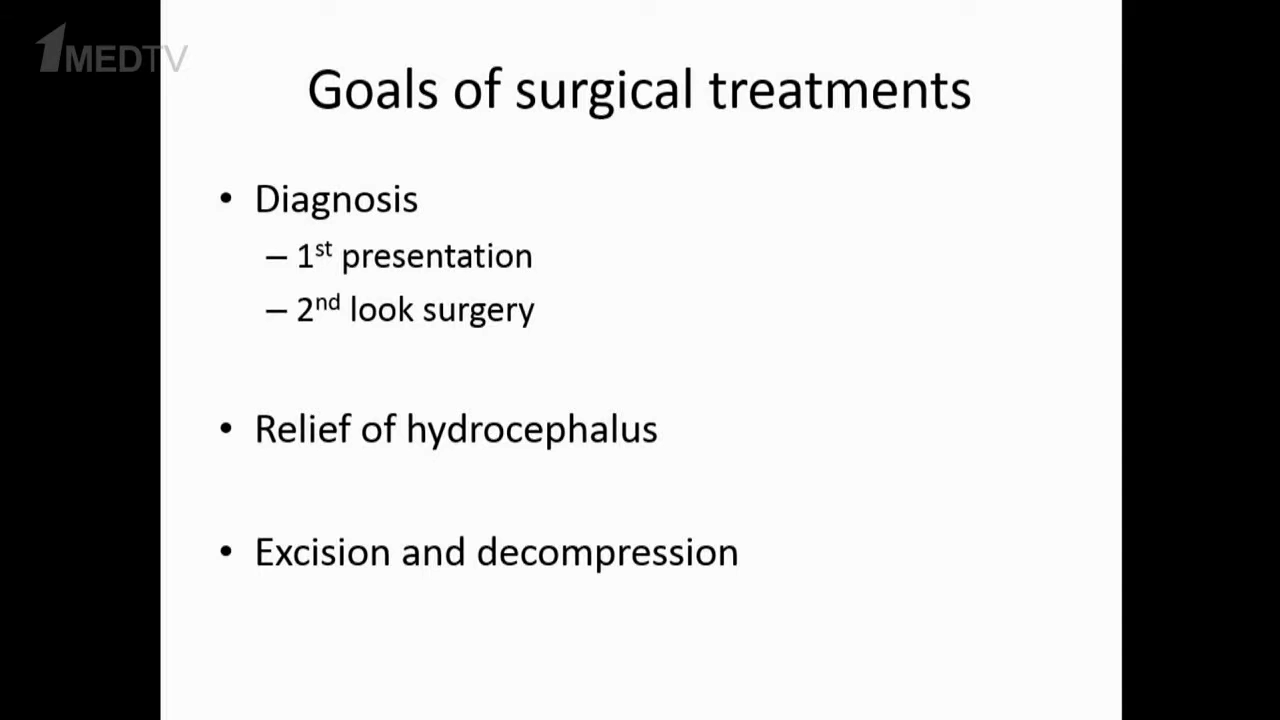 1MEDTV
Goals of surgical treatments
• Diagnosis
– 1st presentation
– 2nd look surgery
• Relief of hydrocephalus
• Excision and decompression